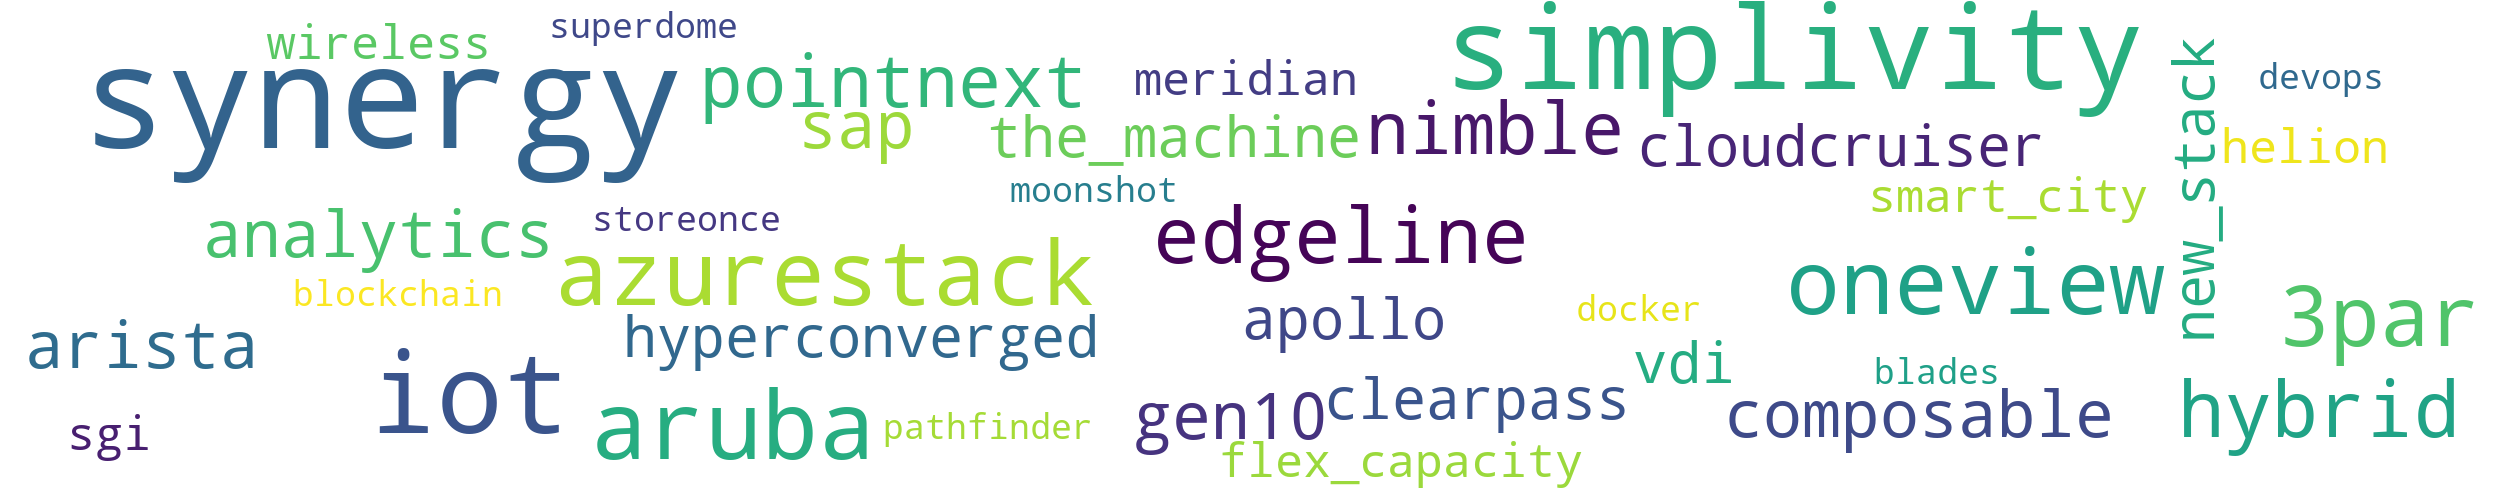 wireless
superdome
synergy
pointnext
meridian
simplivity
devops
sap
the_machine
nimble
cloudcruiser
new_stack
helion
moonshot
smart_city
analytics
storeonce
edgeline
azurestack
oneview
blockchain
apollo
docker
3par
arista
hyperconverged
vdi
blades
iot
clearpass
sgi
aruba
pathfinder
gen10
composable
hybrid
flex_capacity